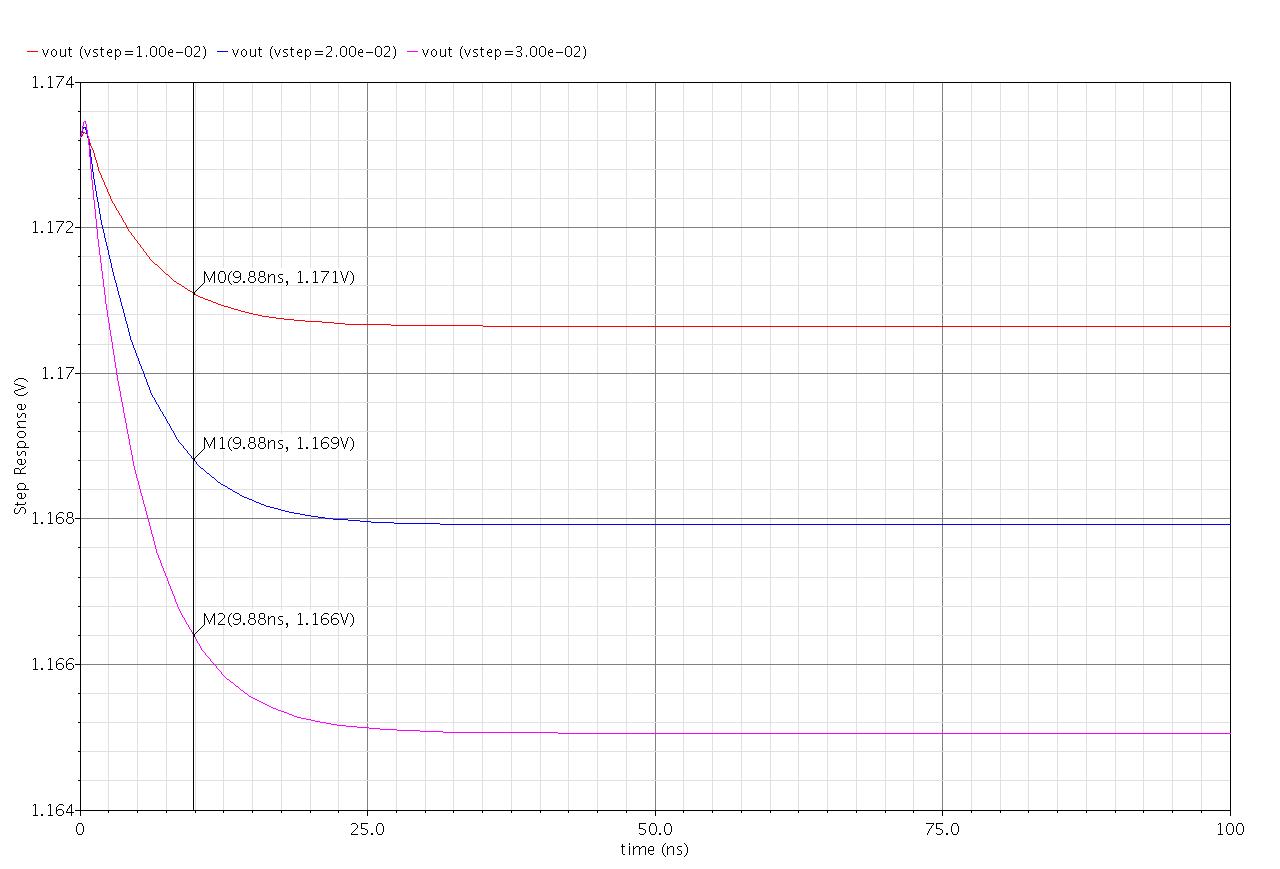 vout (vstep=1.00e-02) vout (vstep=2.00e-02) vout (vstep=3.00e-02)
1.174
1.172
M0(9.88ns, 1.171V)
1.17
Step Response (V)
M1(9.88ns, 1.169V)
1.168
M2(9.88ns, 1.166V)
1.166
1.164
0 25.0 50.0 75.0 100
time (ns)